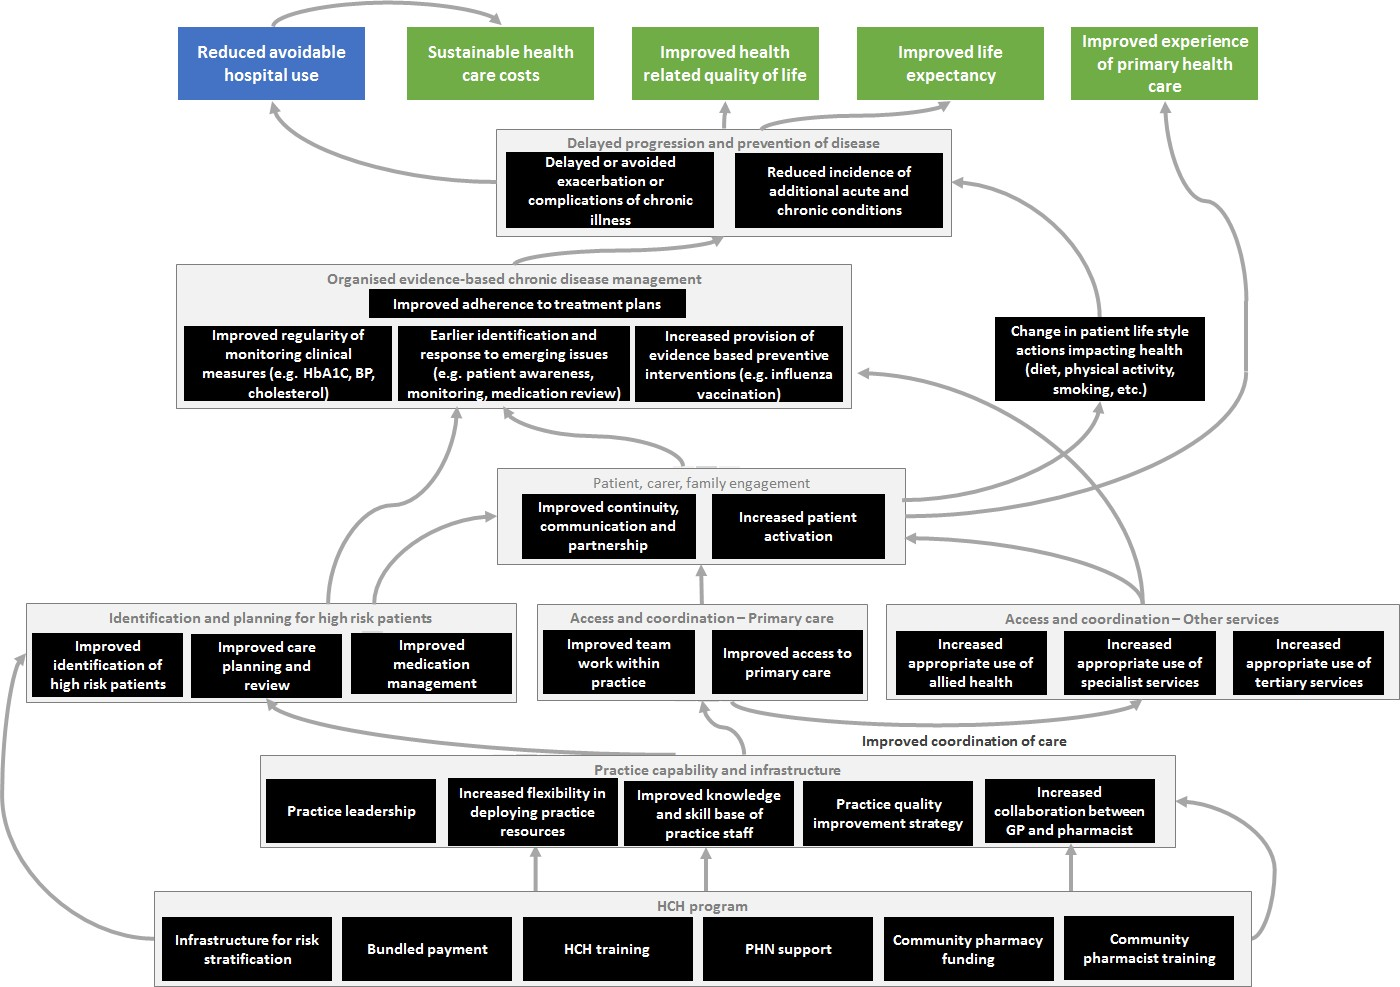 Reduced avoidable
hospital use
Sustainable health
care costs
Improved health
related quality of life
Improved life
expectancy
Improved experience
of primary health
care
Delayed progression and prevention of disease
Delayed or avoided
exacerbation or
complications of chronic
illness
Reduced incidence of
additional acute and
chronic conditions
Organised evidence-based chronic disease management
Improved adherence to treatment plans
Improved regularity of
monitoring clinical
measures (e.g. HbA1C, BP,
cholesterol)
Earlier identification and
response to emerging issues
(e.g. patient awareness,
monitoring, medication review)
Increased provision of
evidence based preventive
interventions (e.g. influenza
vaccination)
Change in patient life style
actions impacting health
(diet, physical activity,
smoking, etc.)
Patient, carer, family engagement
Improved continuity,
communication and
partnership
Increased patient
activation
Identification and planning for high risk patients
Improved
identification of
high risk patients
Improved care
planning and
review
Improved
medication
management
Access and coordination – Primary care
Improved team
work within
practice
Improved access to
primary care
Access and coordination – Other services
Increased
appropriate use of
allied health
Increased
appropriate use of
specialist services
Increased
appropriate use of
tertiary services
Improved coordination of care
Practice capability and infrastructure
Practice leadership
Increased flexibility in
deploying practice
resources
Improved knowledge
and skill base of
practice staff
Practice quality
improvement strategy
Increased
collaboration between
GP and pharmacist
HCH program
Infrastructure for risk
stratification
Bundled payment
HCH training
PHN support
Community pharmacy
funding
Community
pharmacist training